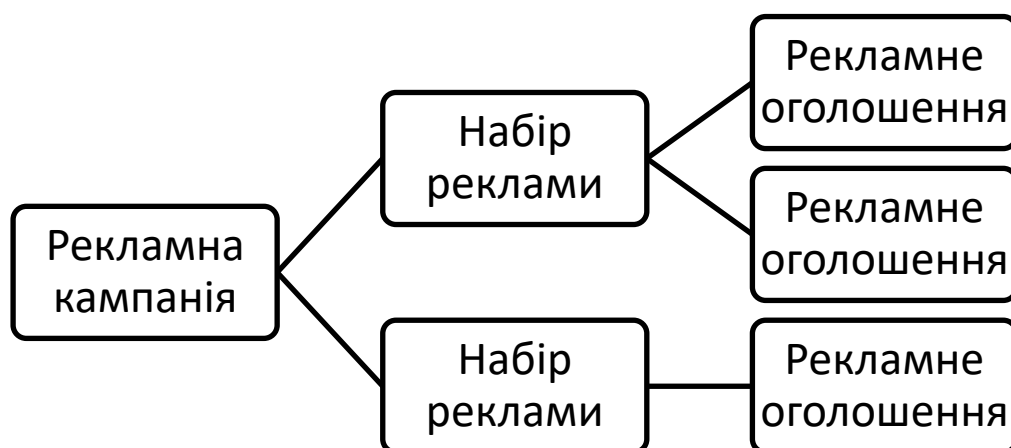 Рекламна
кампанія
Набір
реклами
Рекламне
оголошення
Рекламне
оголошення
Набір
реклами
Рекламне
оголошення